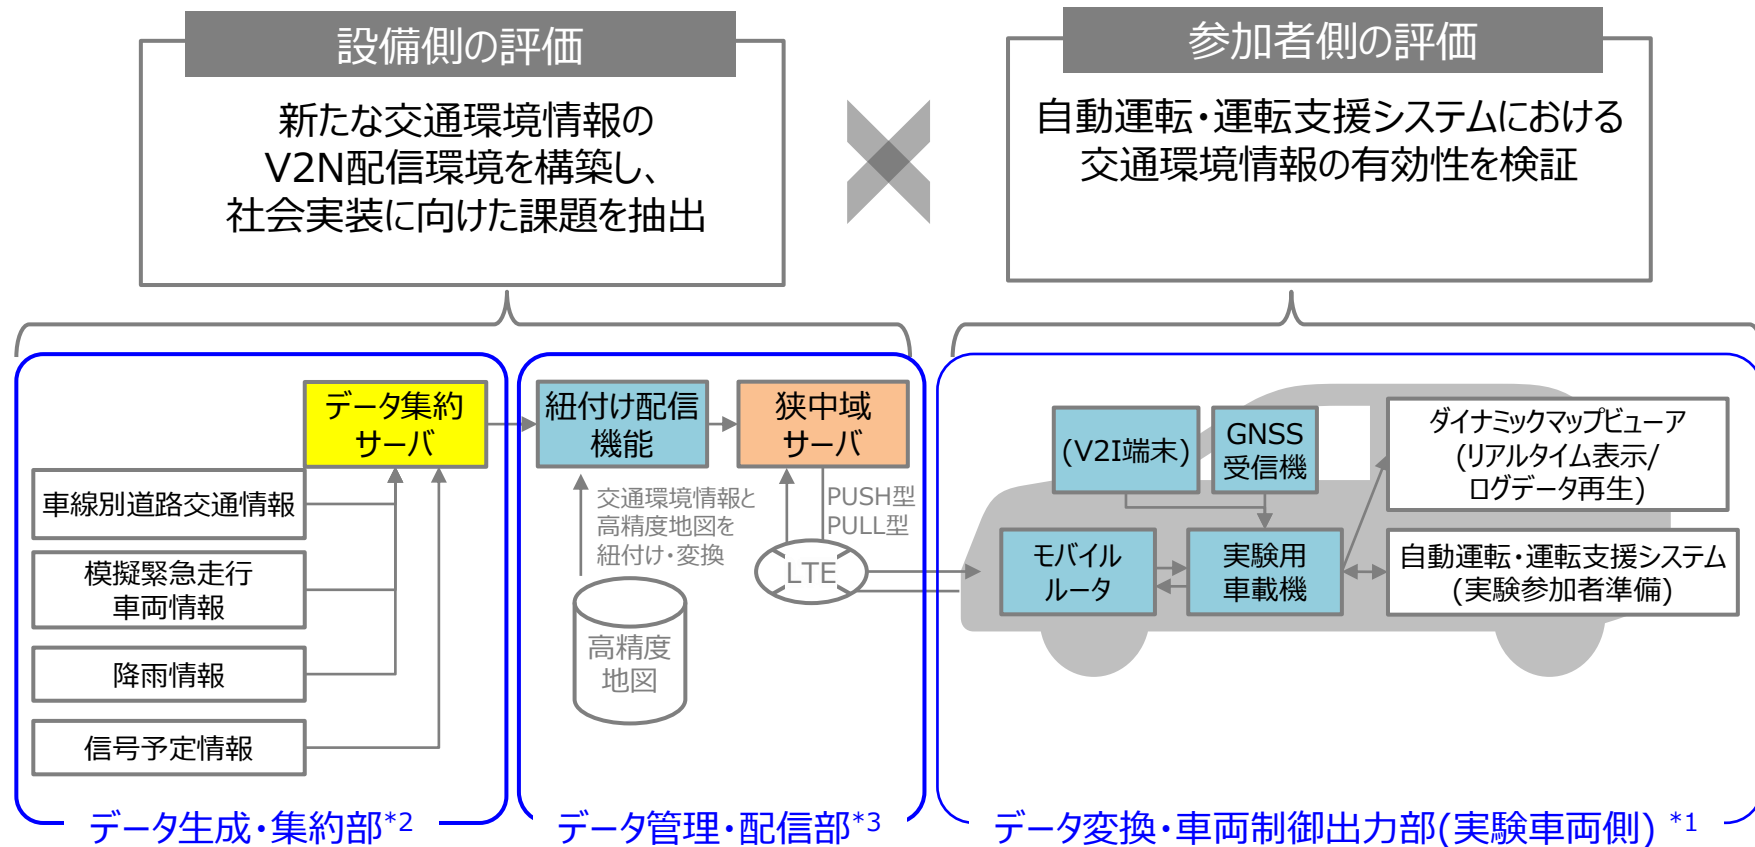 設備側の評価
新たな交通環境情報の
V2N配信環境を構築し、
社会実装に向けた課題を抽出
参加者側の評価
自動運転・運転支援システムにおける
交通環境情報の有効性を検証
データ集約
サーバ
車線別道路交通情報
模擬緊急走行
車両情報
降雨情報
信号予定情報
データ生成・集約部*2
紐付け配信
機能
狭中域
サーバ
交通環境情報と
高精度地図を
紐付け・変換
PUSH型
PULL型
LTE
高精度
地図
データ管理・配信部*3
(V2I端末)
GNSS
受信機
ダイナミックマップビューア
(リアルタイム表示/
ログデータ再生)
モバイル
ルータ
実験用
車載機
自動運転・運転支援システム
(実験参加者準備)
データ変換・車両制御出力部(実験車両側) *1